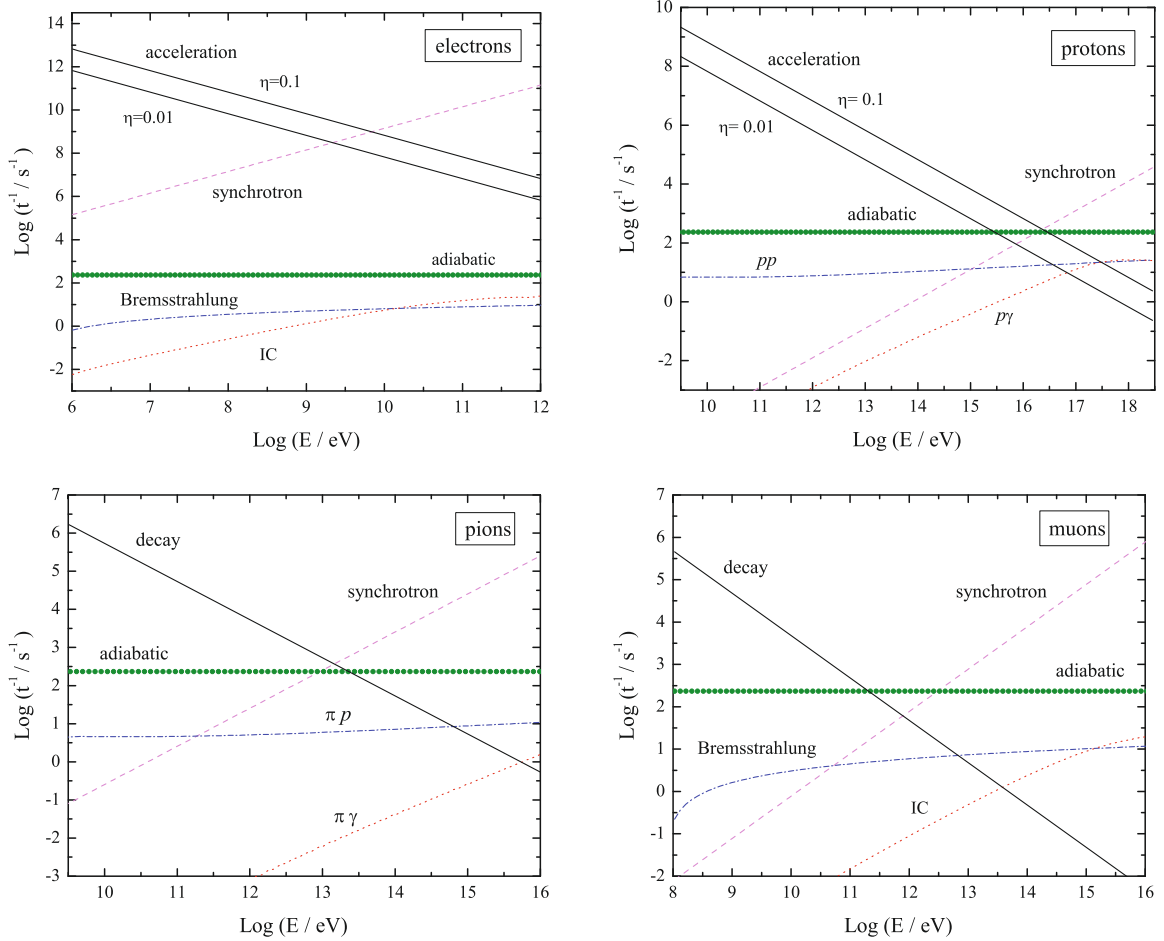 electrons
acceleration
η=0.1
η=0.01
synchrotron
adiabatic
Bremsstrahlung
IC
14
12
10
8
6
4
2
0
-2
6 7 8 9 10 11 12
Log (t⁻¹ / s⁻¹)
Log (E / eV)
protons
acceleration
η= 0.1
η= 0.01
synchrotron
adiabatic
pp
pγ
10
8
6
4
2
0
-2
10 11 12 13 14 15 16 17 18
Log (t⁻¹ / s⁻¹)
Log (E / eV)
pions
decay
synchrotron
adiabatic
π p
π γ
7
6
5
4
3
2
1
0
-1
-2
-3
10 11 12 13 14 15 16
Log (t⁻¹ / s⁻¹)
Log (E / eV)
muons
decay
synchrotron
adiabatic
Bremsstrahlung
IC
7
6
5
4
3
2
1
0
-1
-2
8 9 10 11 12 13 14 15 16
Log (t⁻¹ / s⁻¹)
Log (E / eV)